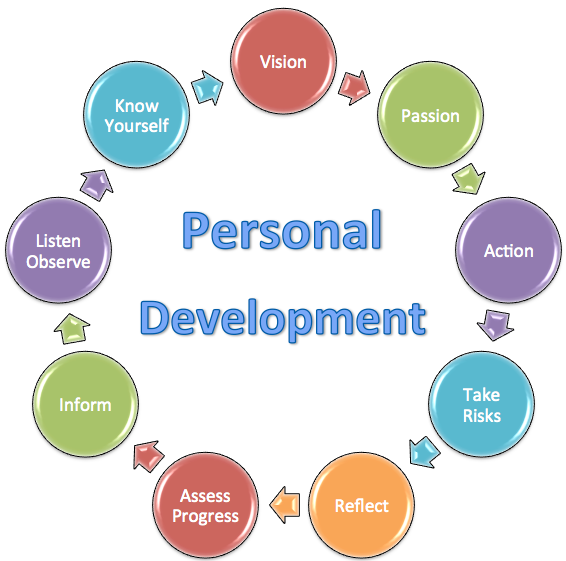 Vision
Passion
Action
Take
Risks
Reflect
Assess
Progress
Inform
Listen
Observe
Know
Yourself
Personal
Development